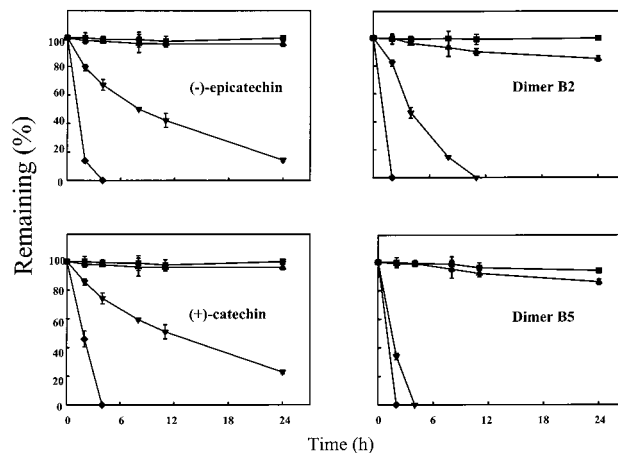 100
80
60
40
20
0
(-)-epicatechin
Dimer B2
Remaining (%)
100
80
60
40
20
0
(+)-catechin
Dimer B5
0 6 12 18 24
0 6 12 18 24
Time (h)